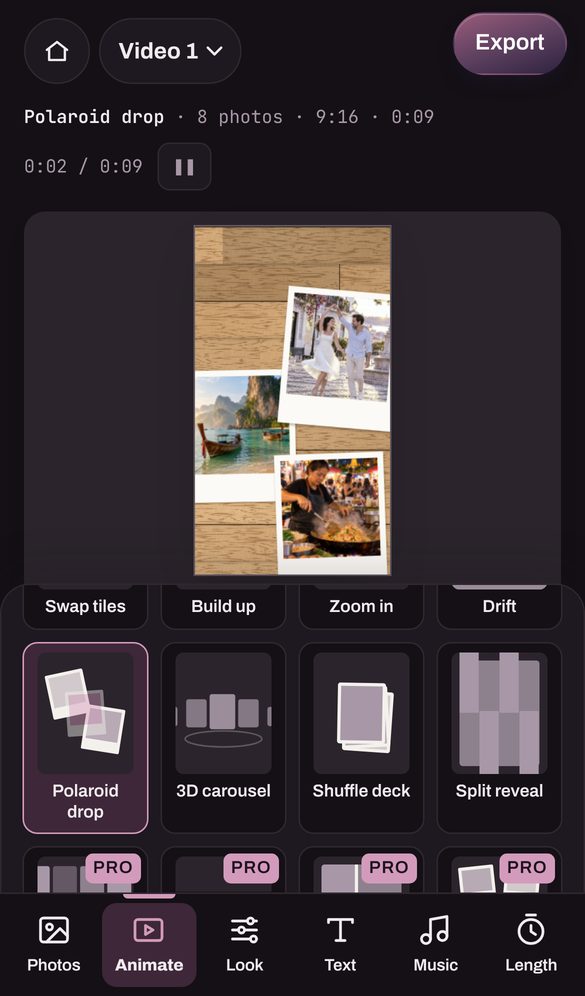 Video 1
Export
Polaroid drop · 8 photos · 9:16 · 0:09
0:02 / 0:09
Swap tiles
Build up
Zoom in
Drift
Polaroid
drop
3D carousel
Shuffle deck
Split reveal
PRO
PRO
PRO
PRO
Photos
Animate
Look
Text
Music
Length